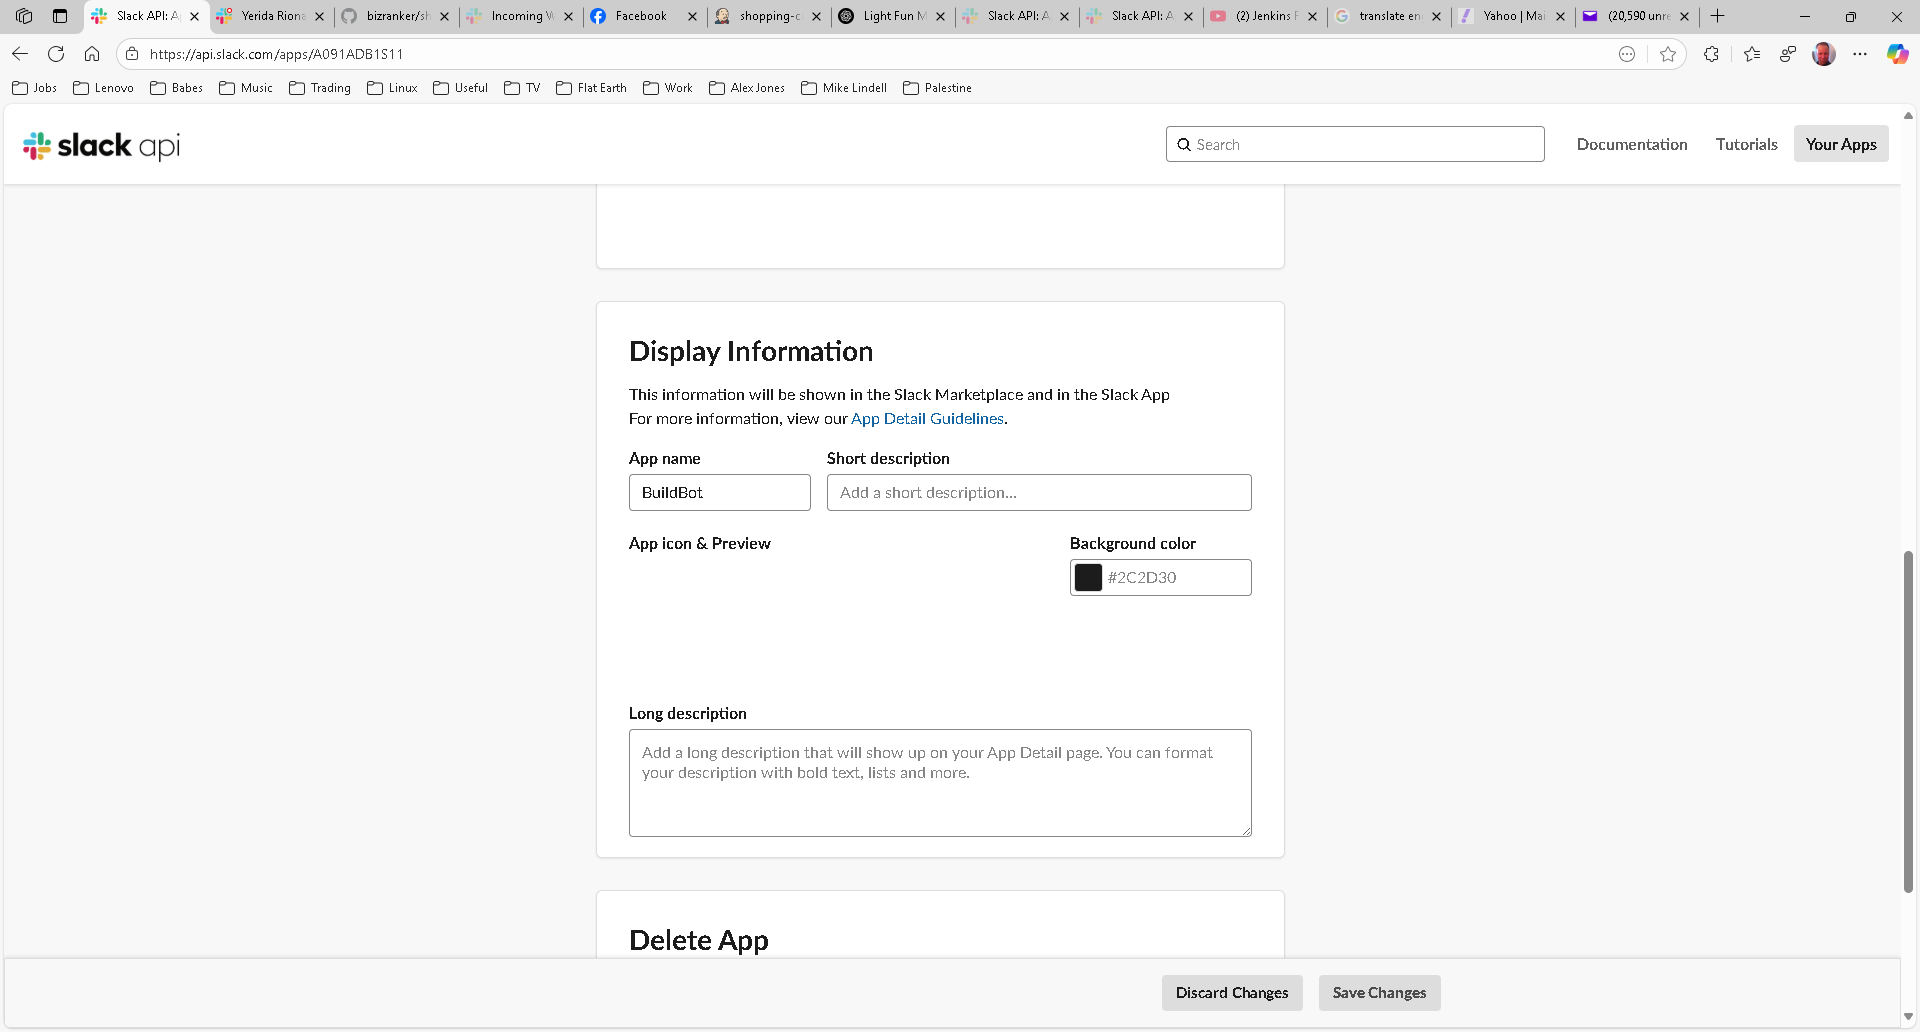 Slack API: A
Yerida Riona
bizranker/sh
Incoming W
Facebook
shopping-ca
Light Fun M
Slack API: A
Slack API: A
(2) Jenkins F
translate en
Yahoo | Mai
(20,590 unre
https://api.slack.com/apps/A091ADB1S11
Jobs
Lenovo
Babes
Music
Trading
Linux
Useful
TV
Flat Earth
Work
Alex Jones
Mike Lindell
Palestine
slack api
Search
Documentation
Tutorials
Your Apps
Display Information
This information will be shown in the Slack Marketplace and in the Slack App
For more information, view our App Detail Guidelines.
App name
Short description
BuildBot
Add a short description...
App icon & Preview
Background color
#2C2D30
Long description
Add a long description that will show up on your App Detail page. You can format
your description with bold text, lists and more.
Delete App
Discard Changes
Save Changes